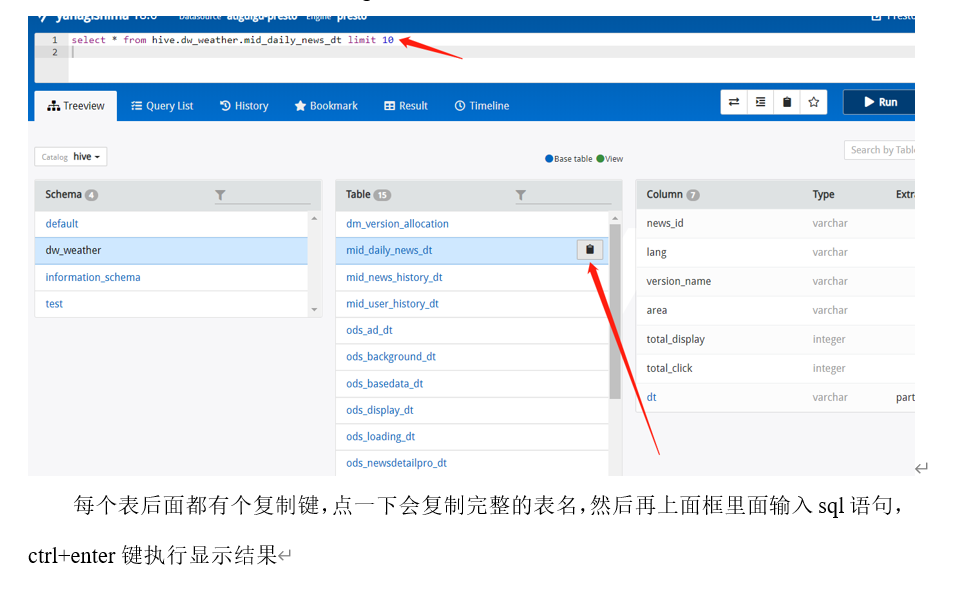 yanagishima 18.0 Datasource atiguigu-presto Engine presto
1 select * from hive.dw_weather.mid_daily_news_dt limit 10
2
Treeview Query List History Bookmark Result Timeline Run
Catalog hive
Base table View
Search by Table
Schema 4
default
dw_weather
information_schema
test
Table 15
dm_version_allocation
mid_daily_news_dt
mid_news_history_dt
mid_user_history_dt
ods_ad_dt
ods_background_dt
ods_basedata_dt
ods_display_dt
ods_loading_dt
ods_newsdetailpro_dt
Column 7 Type Extr
news_id varchar
lang varchar
version_name varchar
area varchar
total_display integer
total_click integer
dt varchar part
每个表后面都有个复制键，点一下会复制完整的表名，然后再上面框里面输入 sql 语句，
ctrl+enter 键执行显示结果